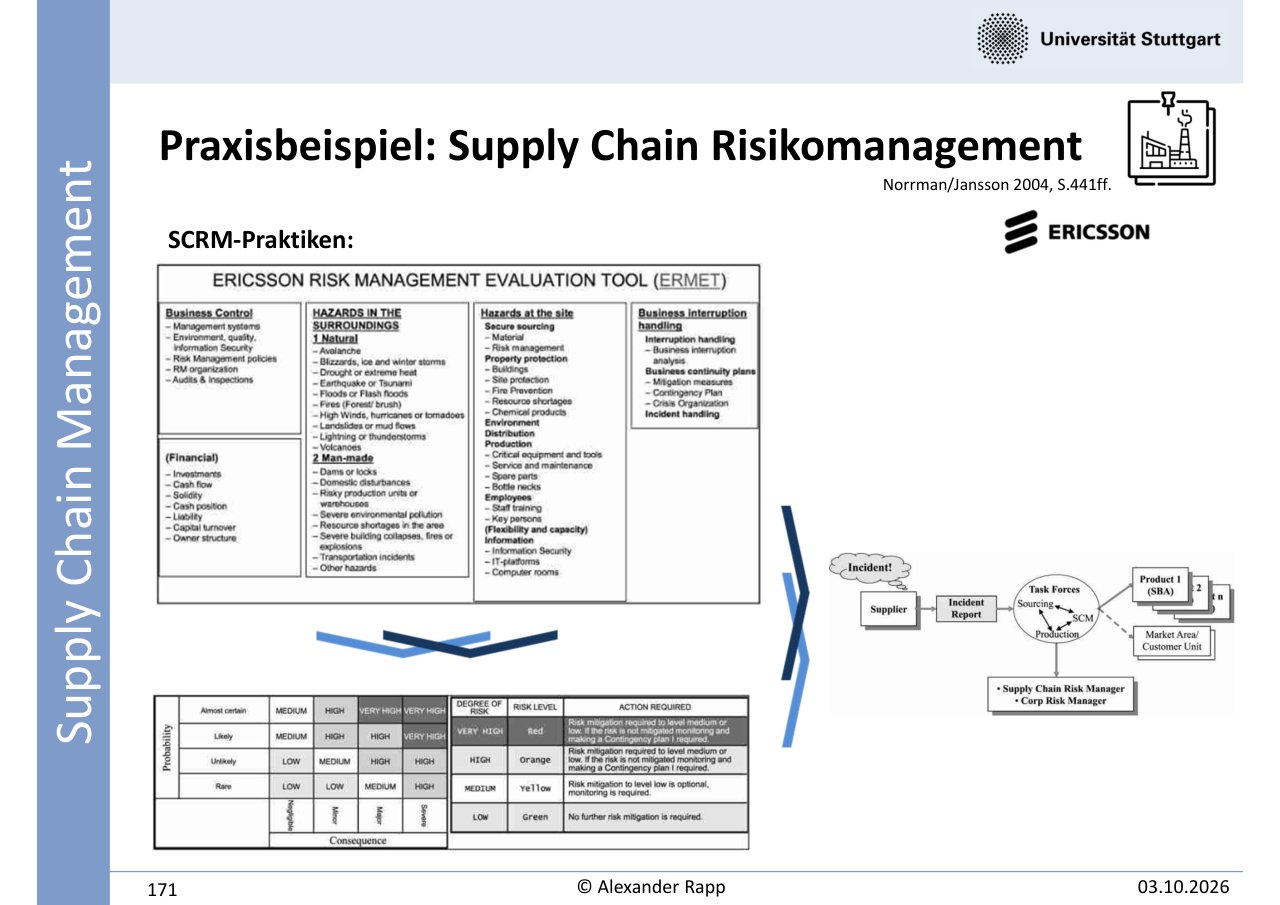 Universität Stuttgart
Supply Chain Management
Praxisbeispiel: Supply Chain Risikomanagement
Norrman/Jansson 2004, S.441ff.
ERICSSON
SCRM-Praktiken:
ERICSSON RISK MANAGEMENT EVALUATION TOOL (ERMET)
Business Control
– Management systems
– Environment, quality,
information Security
– Risk Management policies
– RM organization
– Audits & inspections
(Financial)
– Investments
– Cash flow
– Solidity
– Cash position
– Liability
– Capital turnover
– Owner structure
HAZARDS IN THE
SURROUNDINGS
1 Natural
– Avalanche
– Blizzards, ice and winter storms
– Drought or extreme heat
– Earthquake or Tsunami
– Floods or Flash floods
– Fires (Forest/ brush)
– High Winds, hurricanes or tornadoes
– Landslides or mud flows
– Lightning or thunderstorms
– Volcanoes
2 Man-made
– Dams or locks
– Domestic disturbances
– Risky production units or
warehouses
– Severe environmental pollution
– Resource shortages in the area
– Severe building collapses, fires or
explosions
– Transportation incidents
– Other hazards
Hazards at the site
Secure sourcing
– Material
– Risk management
Property protection
– Buildings
– Site protection
– Fire Prevention
– Resource shortages
– Chemical products
Environment
Distribution
Production
– Critical equipment and tools
– Service and maintenance
– Spare parts
– Bottle necks
Employees
– Staff training
– Key persons
(Flexibility and capacity)
Information
– Information Security
– IT-platforms
– Computer rooms
Business interruption
handling
Interruption handling
– Business interruption
analysis
Business continuity plans
– Mitigation measures
– Contingency Plan
– Crisis Organization
Incident handling
Incident!
Supplier
Incident
Report
Task Forces
Sourcing
SCM
Production
Product 1
(SBA)
t 2
)
t n
)
Market Area/
Customer Unit
• Supply Chain Risk Manager
• Corp Risk Manager
Probability
Almost certain MEDIUM HIGH VERY HIGH VERY HIGH
Likely MEDIUM HIGH HIGH VERY HIGH
Unlikely LOW MEDIUM HIGH HIGH
Rare LOW LOW MEDIUM HIGH
Negligible Minor Major Severe
Consequence
DEGREE OF
RISK
RISK LEVEL
ACTION REQUIRED
VERY HIGH
Red
Risk mitigation required to level medium or
low. If the risk is not mitigated monitoring and
making a Contingency plan I required.
HIGH
Orange
Risk mitigation required to level medium or
low. If the risk is not mitigated monitoring and
making a Contingency plan I required.
MEDIUM
Yellow
Risk mitigation to level low is optional,
monitoring is required.
LOW
Green
No further risk mitigation is required.
171
© Alexander Rapp
03.10.2026